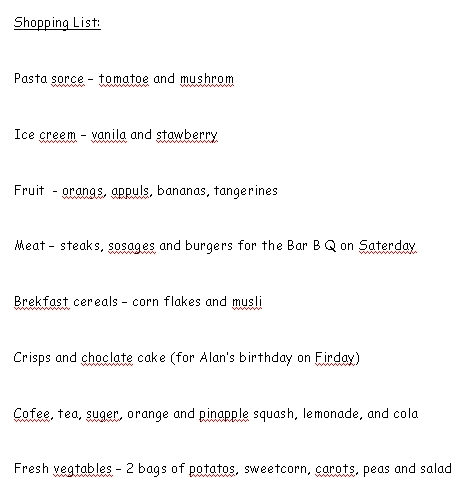 Shopping List:
Pasta sorce – tomatoe and mushrom
Ice creem – vanila and stawberry
Fruit  - orangs, appuls, bananas, tangerines
Meat – steaks, sosages and burgers for the Bar B Q on Saterday
Brekfast cereals – corn flakes and musli
Crisps and choclate cake (for Alan's birthday on Firday)
Cofee, tea, suger, orange and pinapple squash, lemonade, and cola
Fresh vegtables – 2 bags of potatos, sweetcorn, carots, peas and salad